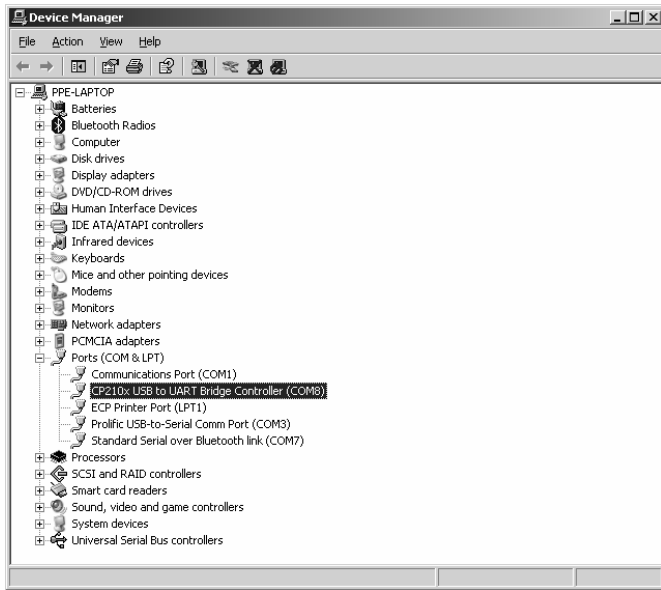 Device Manager
File Action View Help
PPE-LAPTOP
Batteries
Bluetooth Radios
Computer
Disk drives
Display adapters
DVD/CD-ROM drives
Human Interface Devices
IDE ATA/ATAPI controllers
Infrared devices
Keyboards
Mice and other pointing devices
Modems
Monitors
Network adapters
PCMCIA adapters
Ports (COM & LPT)
Communications Port (COM1)
CP210x USB to UART Bridge Controller (COM8)
ECP Printer Port (LPT1)
Prolific USB-to-Serial Comm Port (COM3)
Standard Serial over Bluetooth link (COM7)
Processors
SCSI and RAID controllers
Smart card readers
Sound, video and game controllers
System devices
Universal Serial Bus controllers